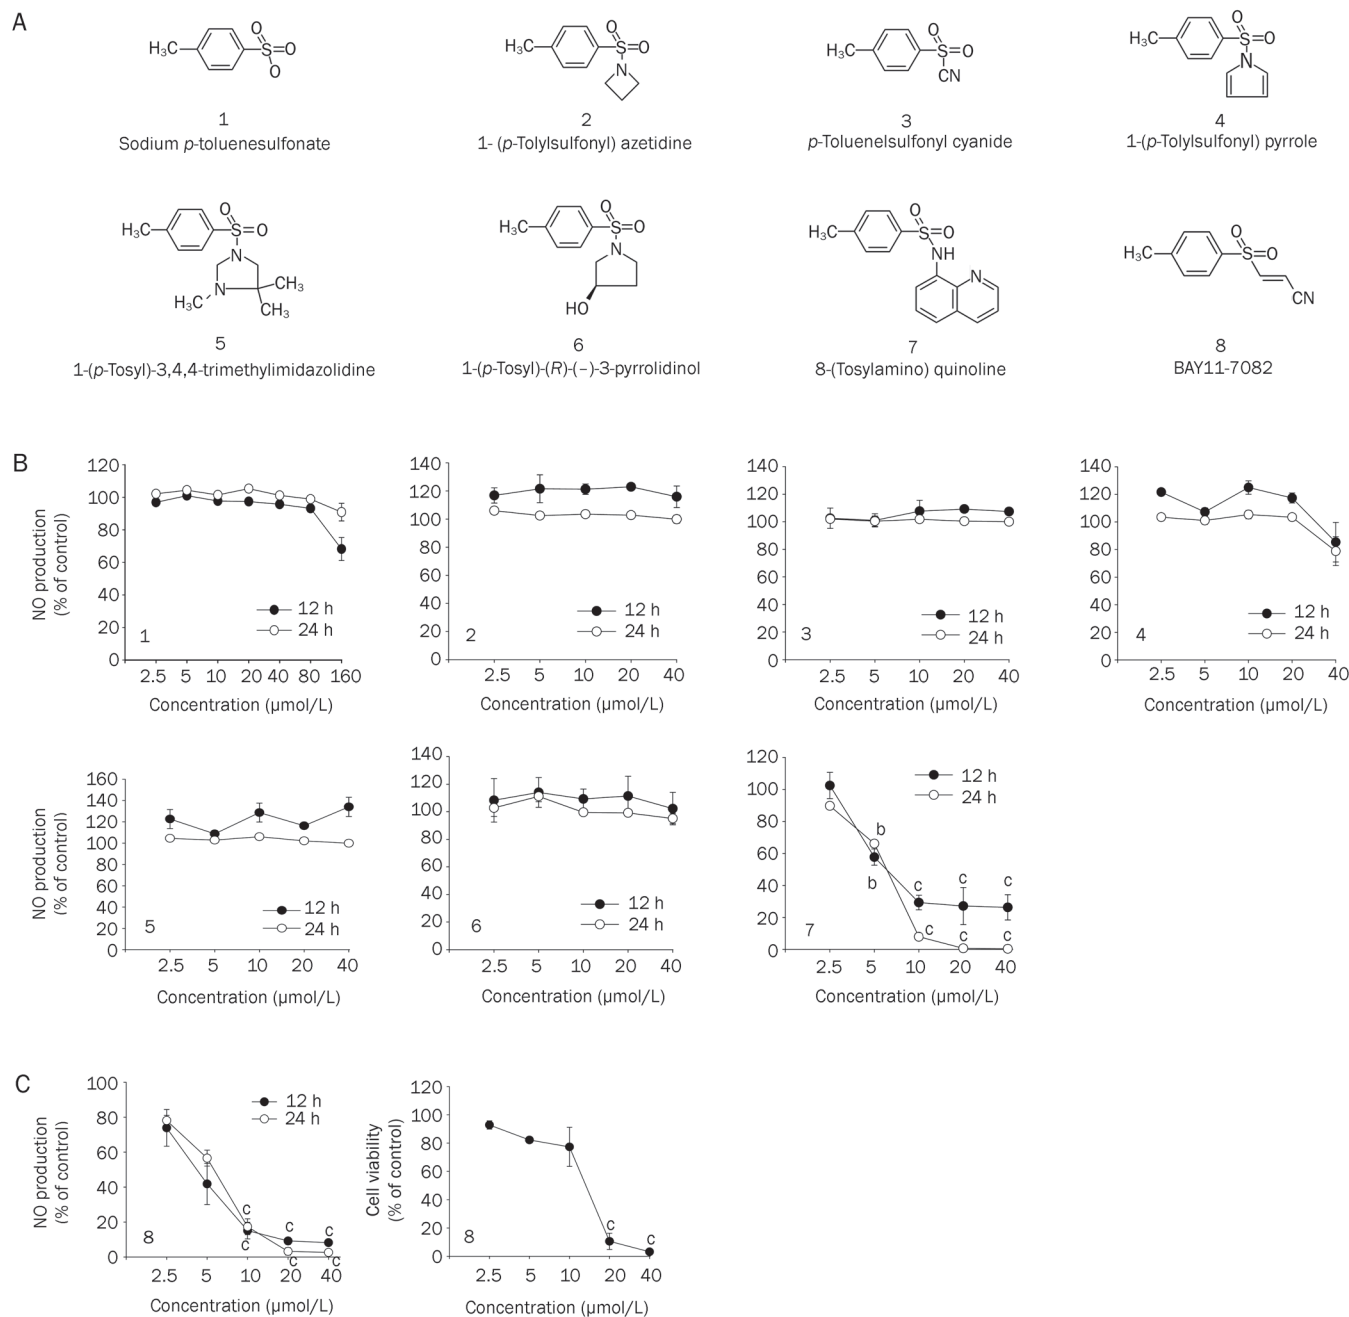 A
H₃C S O O O
1
Sodium p-toluenesulfonate
H₃C S O O N
2
1- (p-Tolylsulfonyl) azetidine
H₃C S O O CN
3
p-Toluenelsulfonyl cyanide
H₃C S O O N
4
1-(p-Tolylsulfonyl) pyrrole
H₃C S O O N N H₃C CH₃ CH₃
5
1-(p-Tosyl)-3,4,4-trimethylimidazolidine
H₃C S O O N HO
6
1-(p-Tosyl)-(R)-(−)-3-pyrrolidinol
H₃C S O O NH N
7
8-(Tosylamino) quinoline
H₃C S O O CN
8
BAY11-7082
B
NO production
(% of control)
120
100
80
60
40
20
0
12 h
24 h
1
2.5 5 10 20 40 80 160
Concentration (μmol/L)
140
120
100
80
60
40
20
0
12 h
24 h
2
2.5 5 10 20 40
Concentration (μmol/L)
140
120
100
80
60
40
20
0
12 h
24 h
3
2.5 5 10 20 40
Concentration (μmol/L)
140
120
100
80
60
40
20
0
12 h
24 h
4
2.5 5 10 20 40
Concentration (μmol/L)
NO production
(% of control)
160
140
120
100
80
60
40
20
0
12 h
24 h
5
2.5 5 10 20 40
Concentration (μmol/L)
140
120
100
80
60
40
20
0
12 h
24 h
6
2.5 5 10 20 40
Concentration (μmol/L)
120
100
80
60
40
20
0
12 h
24 h
b
b
c c c
c c c
7
2.5 5 10 20 40
Concentration (μmol/L)
C
NO production
(% of control)
100
80
60
40
20
0
12 h
24 h
c c c
c c c
8
2.5 5 10 20 40
Concentration (μmol/L)
Cell viability
(% of control)
120
100
80
60
40
20
0
c c
8
2.5 5 10 20 40
Concentration (μmol/L)